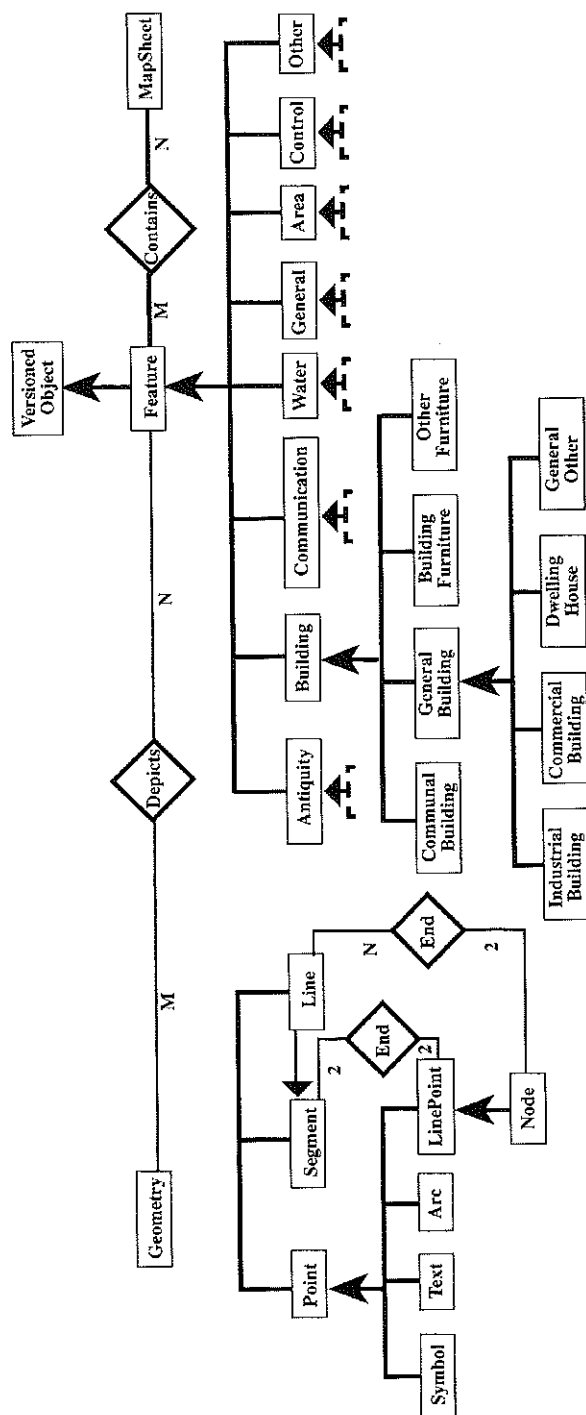 Versioned
Object
Geometry
M
Depicts
N
Feature
M
Contains
N
MapSheet
Point
Segment
Line
Antiquity
Building
Communication
Water
General
Area
Control
Other
2
End
2
N
End
2
Symbol
Text
Arc
LinePoint
Node
Communal
Building
General
Building
Building
Furniture
Other
Furniture
Industrial
Building
Commercial
Building
Dwelling
House
General
Other